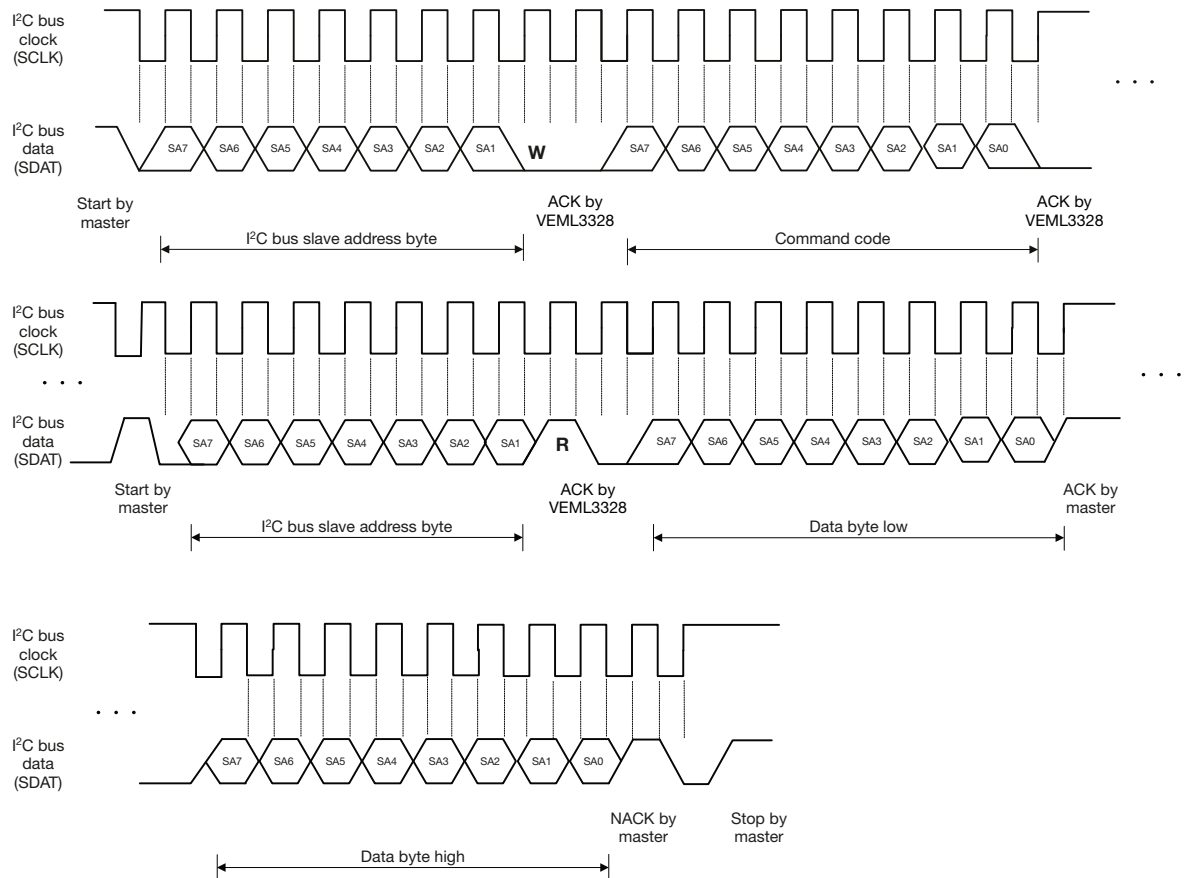 I²C bus
clock
(SCLK)
. . .
I²C bus
data
(SDAT)
SA7 SA6 SA5 SA4 SA3 SA2 SA1 W SA7 SA6 SA5 SA4 SA3 SA2 SA1 SA0
Start by
master
ACK by
VEML3328
ACK by
VEML3328
I²C bus slave address byte
Command code
I²C bus
clock
(SCLK)
. . .
. . .
I²C bus
data
(SDAT)
SA7 SA6 SA5 SA4 SA3 SA2 SA1 R SA7 SA6 SA5 SA4 SA3 SA2 SA1 SA0
Start by
master
ACK by
VEML3328
ACK by
master
I²C bus slave address byte
Data byte low
I²C bus
clock
(SCLK)
. . .
I²C bus
data
(SDAT)
SA7 SA6 SA5 SA4 SA3 SA2 SA1 SA0
NACK by
master
Stop by
master
Data byte high